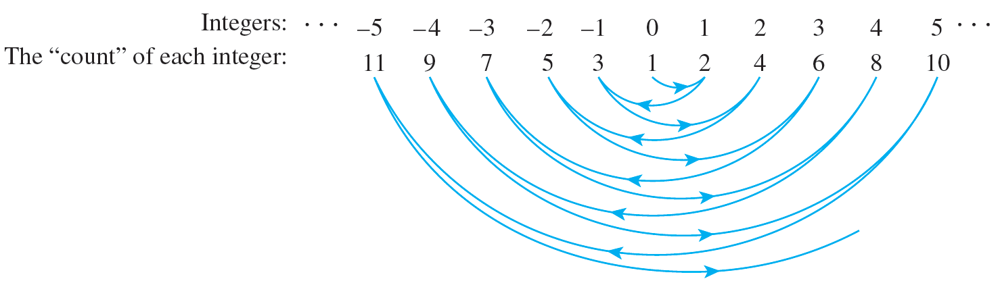 Integers: · · · –5 –4 –3 –2 –1 0 1 2 3 4 5 · · ·
The “count” of each integer: 11 9 7 5 3 1 2 4 6 8 10